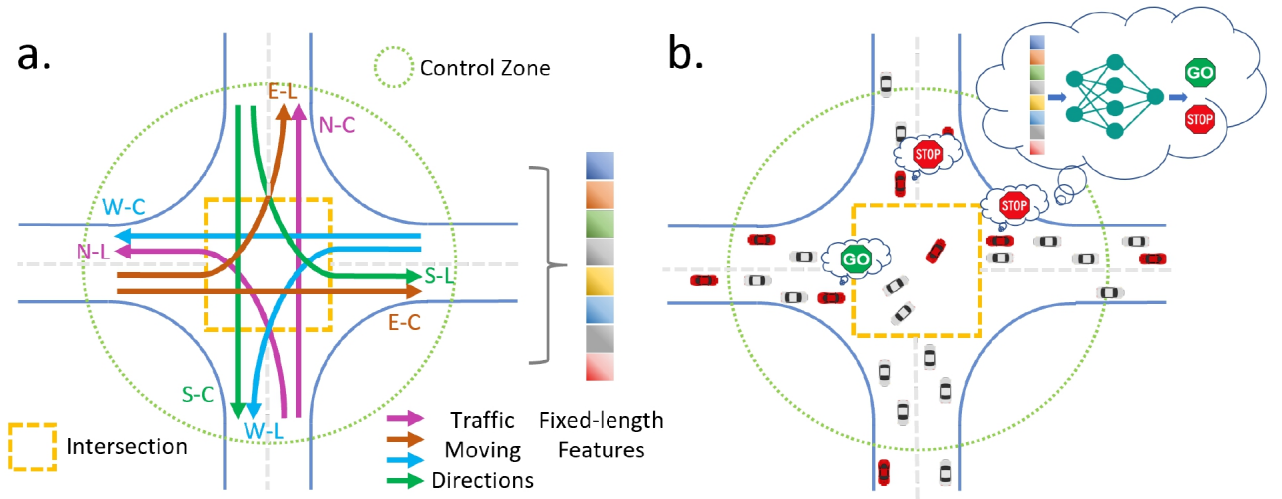 a.
Control Zone
E-L
N-C
W-C
N-L
S-L
E-C
S-C
W-L
Intersection
Traffic
Moving
Directions
Fixed-length
Features
b.
GO
STOP
STOP
STOP
GO